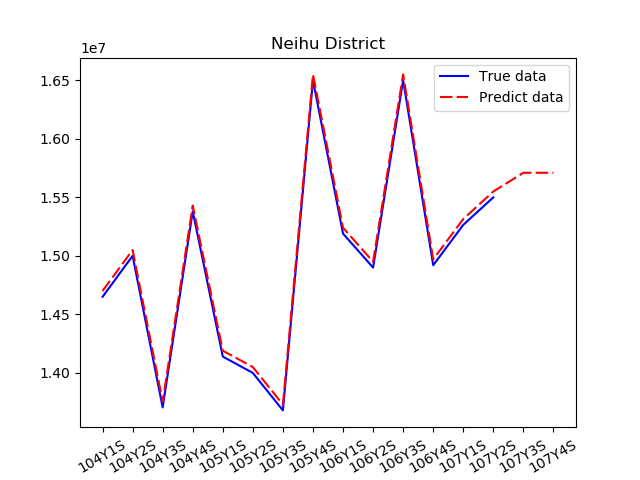 Neihu District
1e7
True data
Predict data
1.65
1.60
1.55
1.50
1.45
1.40
104Y1S
104Y2S
104Y3S
104Y4S
105Y1S
105Y2S
105Y3S
105Y4S
106Y1S
106Y2S
106Y3S
106Y4S
107Y1S
107Y2S
107Y3S
107Y4S